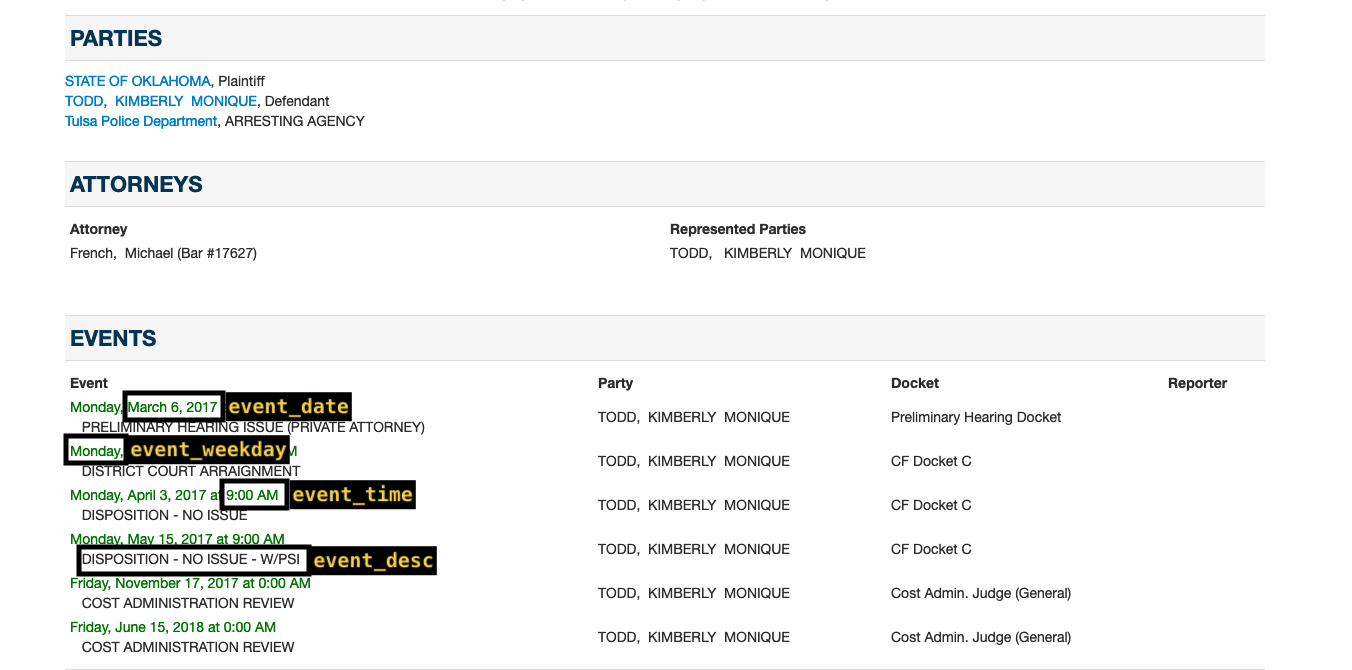 PARTIES
STATE OF OKLAHOMA, Plaintiff
TODD, KIMBERLY MONIQUE, Defendant
Tulsa Police Department, ARRESTING AGENCY
ATTORNEYS
Attorney Represented Parties
French, Michael (Bar #17627) TODD, KIMBERLY MONIQUE
EVENTS
Event Party Docket Reporter
Monday, March 6, 2017 event_date
PRELIMINARY HEARING ISSUE (PRIVATE ATTORNEY) TODD, KIMBERLY MONIQUE Preliminary Hearing Docket
Monday, event_weekday M
DISTRICT COURT ARRAIGNMENT TODD, KIMBERLY MONIQUE CF Docket C
Monday, April 3, 2017 at 9:00 AM event_time
DISPOSITION - NO ISSUE TODD, KIMBERLY MONIQUE CF Docket C
Monday, May 15, 2017 at 9:00 AM
DISPOSITION - NO ISSUE - W/PSI event_desc TODD, KIMBERLY MONIQUE CF Docket C
Friday, November 17, 2017 at 0:00 AM
COST ADMINISTRATION REVIEW TODD, KIMBERLY MONIQUE Cost Admin. Judge (General)
Friday, June 15, 2018 at 0:00 AM
COST ADMINISTRATION REVIEW TODD, KIMBERLY MONIQUE Cost Admin. Judge (General)